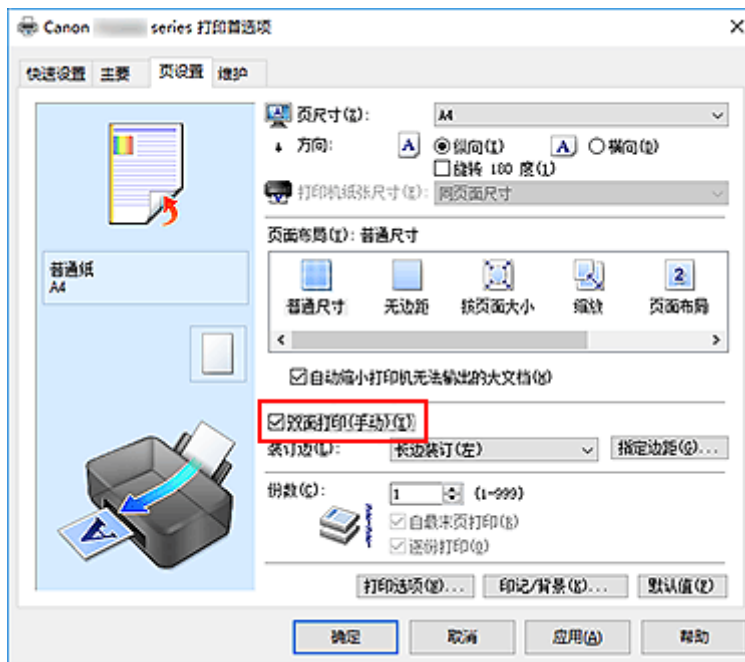 Canon series 打印首选项
快速设置 主要 页设置 维护
页尺寸(Z): A4
方向: A 纵向(I) A 横向(D)
旋转 180 度(1)
打印机纸张尺寸(E): 同页面尺寸
页面布局(I): 普通尺寸
普通纸
A4
普通尺寸 无边距 按页面大小 缩放 2 页面布局
自动缩小打印机无法输出的大文档(W)
双面打印(手动)(X)
装订边(L): 长边装订(左) 指定边距(G)...
份数(C): 1 (1-999)
自最末页打印(B)
逐份打印(O)
A
打印选项(N)... 印记/背景(K)... 默认值(F)
确定 取消 应用(A) 帮助